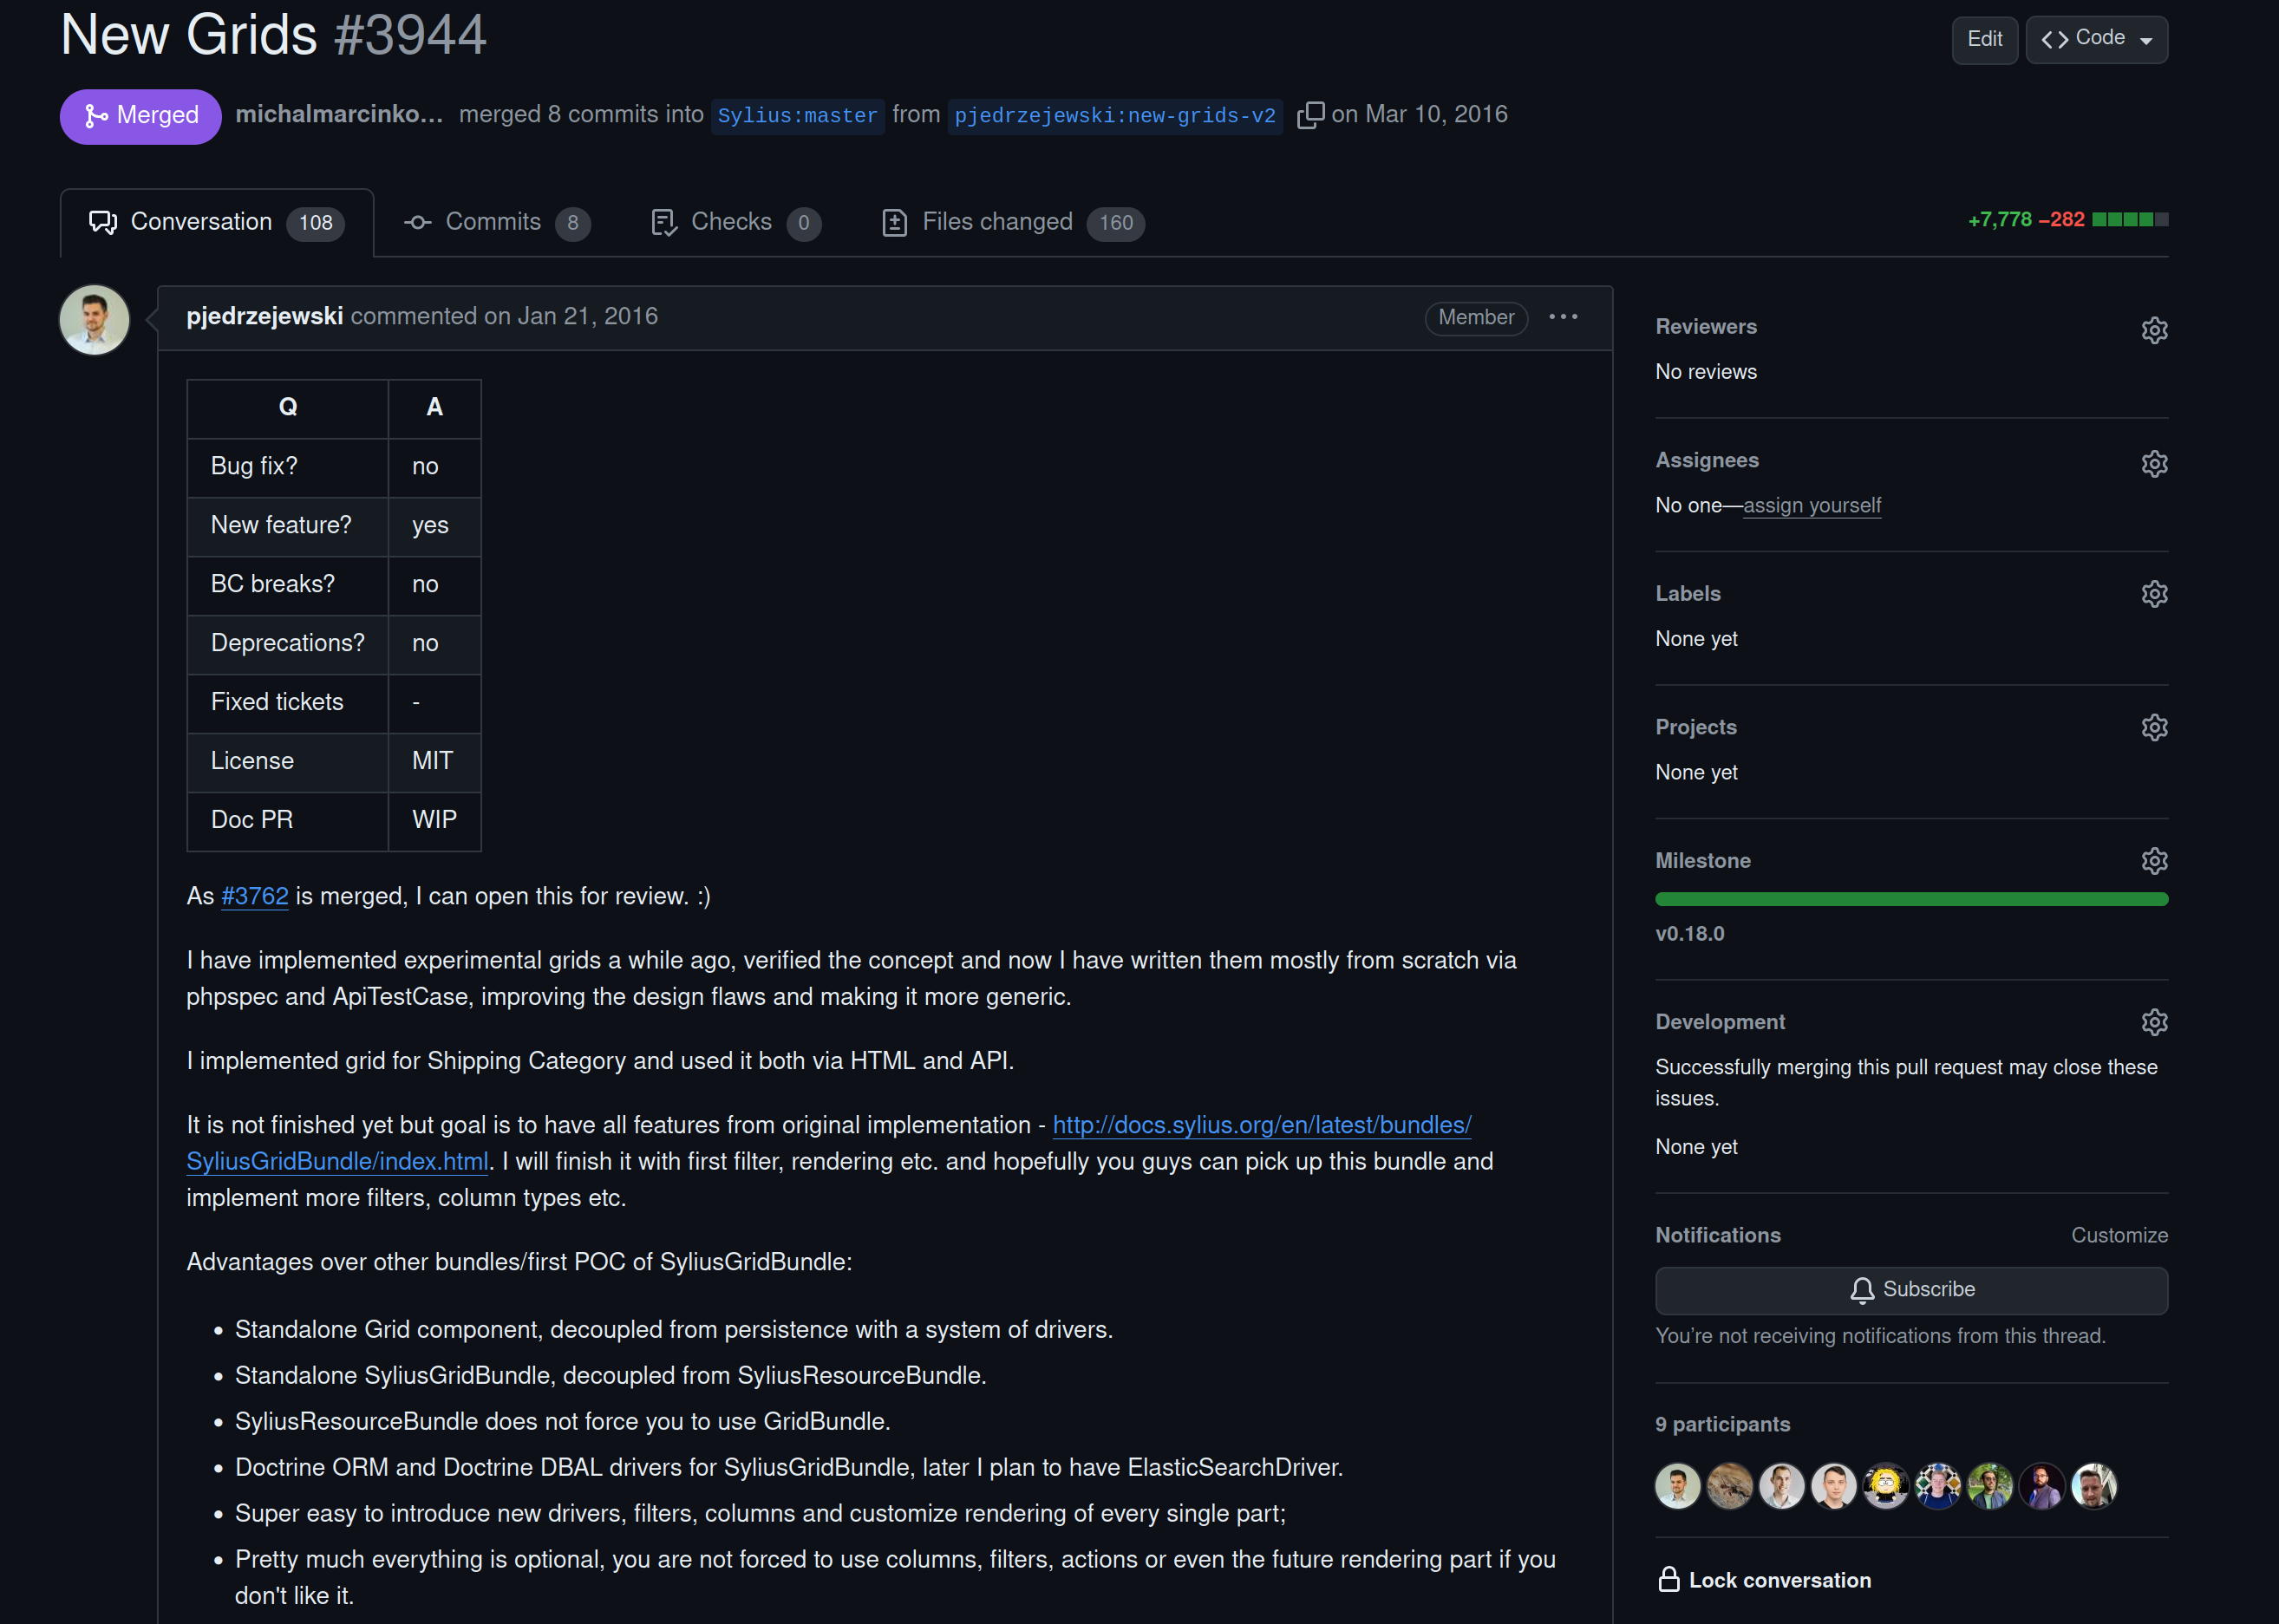 New Grids #3944
Edit
Code
Merged
michalmarcinko... merged 8 commits into Sylius:master from pjedrzejewski:new-grids-v2 on Mar 10, 2016
Conversation 108
Commits 8
Checks 0
Files changed 160
+7,778 −282
pjedrzejewski commented on Jan 21, 2016
Member
Q A
Bug fix? no
New feature? yes
BC breaks? no
Deprecations? no
Fixed tickets -
License MIT
Doc PR WIP
As #3762 is merged, I can open this for review. :)
I have implemented experimental grids a while ago, verified the concept and now I have written them mostly from scratch via
phpspec and ApiTestCase, improving the design flaws and making it more generic.
I implemented grid for Shipping Category and used it both via HTML and API.
It is not finished yet but goal is to have all features from original implementation - http://docs.sylius.org/en/latest/bundles/
SyliusGridBundle/index.html. I will finish it with first filter, rendering etc. and hopefully you guys can pick up this bundle and
implement more filters, column types etc.
Advantages over other bundles/first POC of SyliusGridBundle:
• Standalone Grid component, decoupled from persistence with a system of drivers.
• Standalone SyliusGridBundle, decoupled from SyliusResourceBundle.
• SyliusResourceBundle does not force you to use GridBundle.
• Doctrine ORM and Doctrine DBAL drivers for SyliusGridBundle, later I plan to have ElasticSearchDriver.
• Super easy to introduce new drivers, filters, columns and customize rendering of every single part;
• Pretty much everything is optional, you are not forced to use columns, filters, actions or even the future rendering part if you
don't like it.
Reviewers
No reviews
Assignees
No one—assign yourself
Labels
None yet
Projects
None yet
Milestone
v0.18.0
Development
Successfully merging this pull request may close these
issues.
None yet
Notifications
Customize
Subscribe
You're not receiving notifications from this thread.
9 participants
Lock conversation